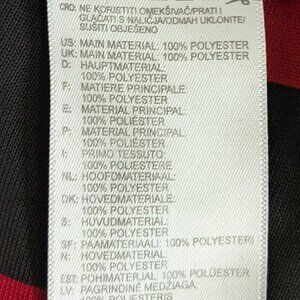 CRO: NE KORISTITI OMEKŠIVAČ/PRATI I
GLAČATI S NALIČJA/ODMAH UKLONITE/
SUŠITI OBJEŠENO
US: MAIN MATERIAL: 100% POLYESTER
UK: MAIN MATERIAL: 100% POLYESTER
D: HAUPTMATERIAL:
100% POLYESTER
F: MATIERE PRINCIPALE:
100% POLYESTER
E: MATERIAL PRINCIPAL:
100% POLIÉSTER
P: MATERIAL PRINCIPAL:
100% POLIÉSTER
I: PRIMO TESSUTO:
100% POLIESTERE
NL: HOOFDMATERIAAL:
100% POLYESTER
DK: HOVEDMATERIALE:
100% POLYESTER
S: HUVUDMATERIAL:
100% POLYESTER
SF: PÄÄMATERIAALI: 100% POLYESTERI
N: HOVEDMATERIAL:
100% POLYESTER
EST: PÕHIMATERJAL: 100% POLÜESTER
LV: PAGRINDINĖ MEDŽIAGA,
100% POLIESTERIS